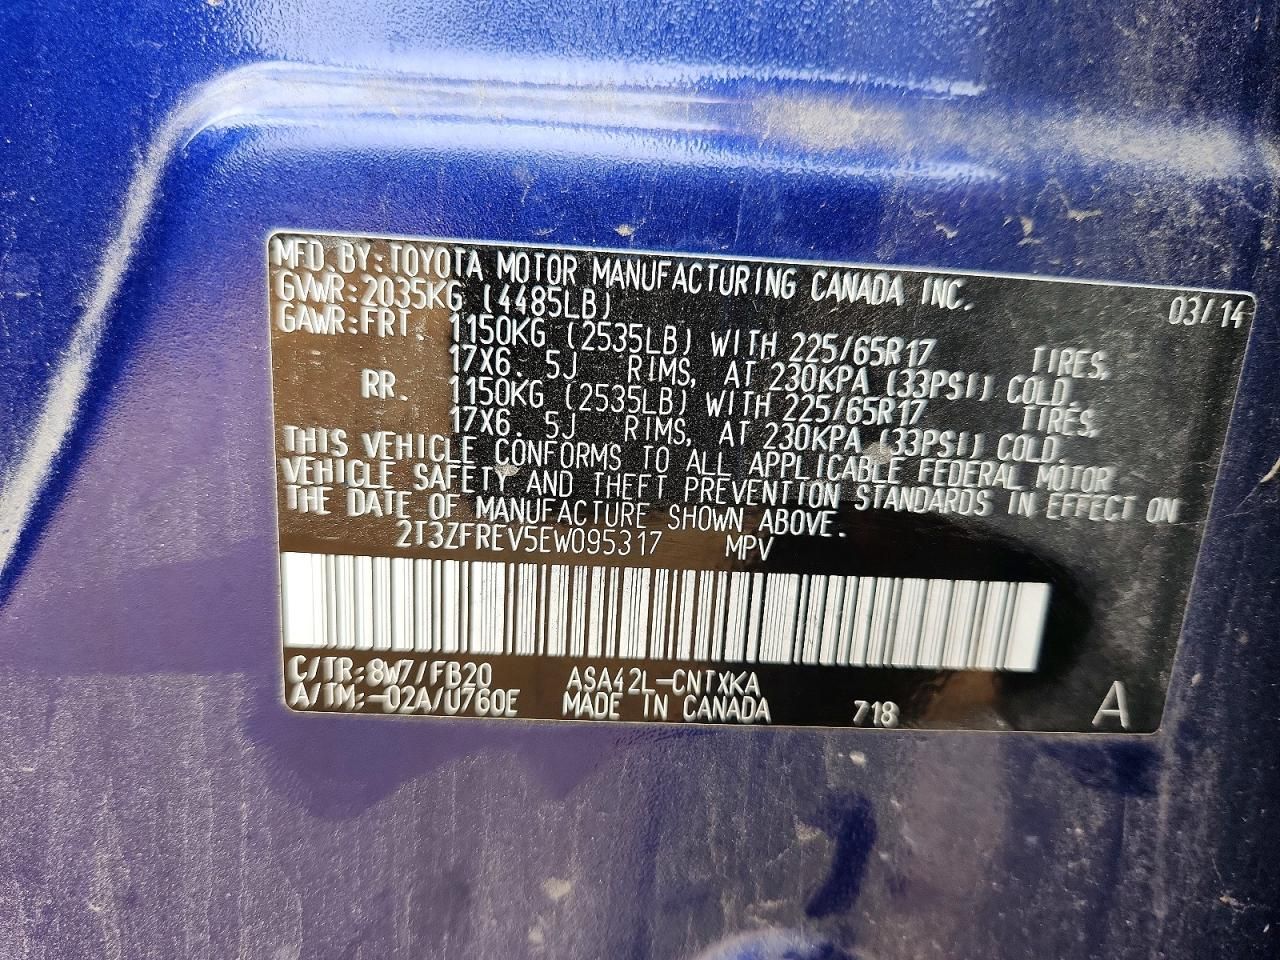 MFD. BY: TOYOTA MOTOR MANUFACTURING CANADA INC. 03/14
GVWR: 2035KG (4485LB)
GAWR: FRT 1150KG (2535LB) WITH 225/65R17 TIRES,
17X6. 5J RIMS, AT 230KPA (33PSI) COLD.
RR. 1150KG (2535LB) WITH 225/65R17 TIRES,
17X6. 5J RIMS, AT 230KPA (33PSI) COLD.
THIS VEHICLE CONFORMS TO ALL APPLICABLE FEDERAL MOTOR
VEHICLE SAFETY AND THEFT PREVENTION STANDARDS IN EFFECT ON
THE DATE OF MANUFACTURE SHOWN ABOVE.
2T3ZFREV5EW095317 MPV
C/TR: 8W7/FB20 ASA42L-CNTXKA
A/TM: -02A/U760E MADE IN CANADA 718 A